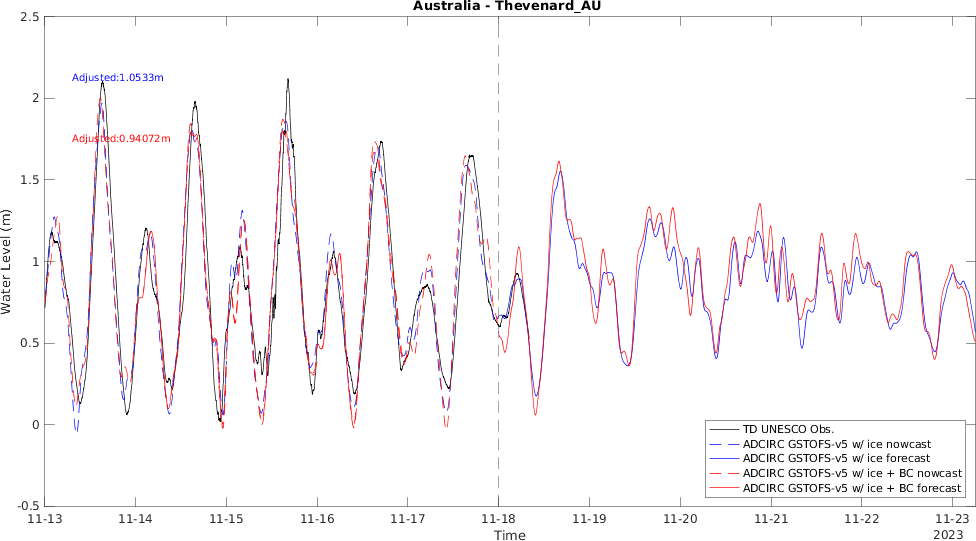 Australia - Thevenard_AU
2.5
2
1.5
1
0.5
0
-0.5
Water Level (m)
Adjusted:1.0533m
Adjusted:0.94072m
TD UNESCO Obs.
ADCIRC GSTOFS-v5 w/ ice nowcast
ADCIRC GSTOFS-v5 w/ ice forecast
ADCIRC GSTOFS-v5 w/ ice + BC nowcast
ADCIRC GSTOFS-v5 w/ ice + BC forecast
11-13 11-14 11-15 11-16 11-17 11-18 11-19 11-20 11-21 11-22 11-23
Time
2023